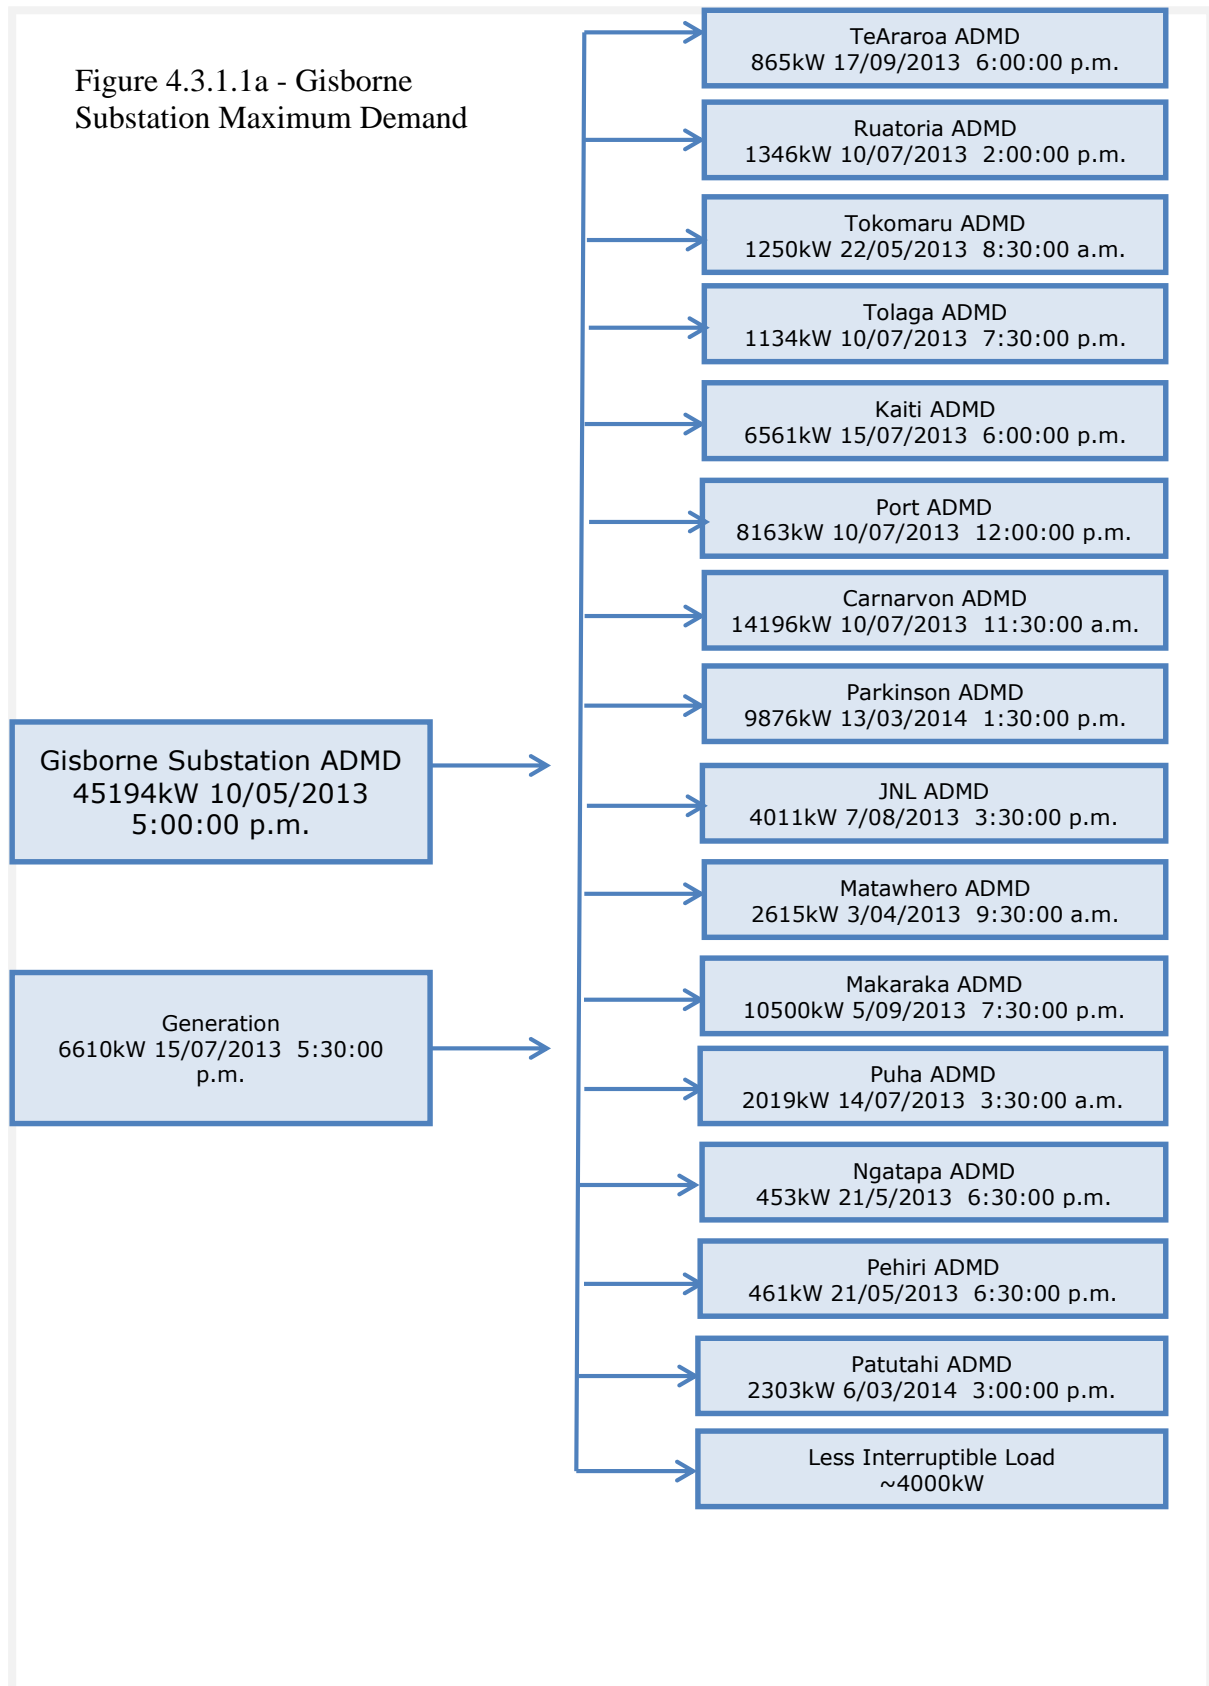 Figure 4.3.1.1a - Gisborne
Substation Maximum Demand
TeAraroa ADMD
865kW 17/09/2013  6:00:00 p.m.
Ruatoria ADMD
1346kW 10/07/2013  2:00:00 p.m.
Tokomaru ADMD
1250kW 22/05/2013  8:30:00 a.m.
Tolaga ADMD
1134kW 10/07/2013  7:30:00 p.m.
Kaiti ADMD
6561kW 15/07/2013  6:00:00 p.m.
Port ADMD
8163kW 10/07/2013  12:00:00 p.m.
Carnarvon ADMD
14196kW 10/07/2013  11:30:00 a.m.
Parkinson ADMD
9876kW 13/03/2014  1:30:00 p.m.
Gisborne Substation ADMD
45194kW 10/05/2013
5:00:00 p.m.
JNL ADMD
4011kW 7/08/2013  3:30:00 p.m.
Matawhero ADMD
2615kW 3/04/2013  9:30:00 a.m.
Makaraka ADMD
10500kW 5/09/2013  7:30:00 p.m.
Generation
6610kW 15/07/2013  5:30:00
p.m.
Puha ADMD
2019kW 14/07/2013  3:30:00 a.m.
Ngatapa ADMD
453kW 21/5/2013  6:30:00 p.m.
Pehiri ADMD
461kW 21/05/2013  6:30:00 p.m.
Patutahi ADMD
2303kW 6/03/2014  3:00:00 p.m.
Less Interruptible Load
~4000kW